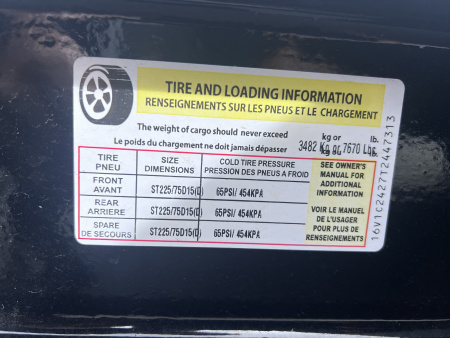 TIRE AND LOADING INFORMATION
RENSEIGNEMENTS SUR LES PNEUS ET LE CHARGEMENT
The weight of cargo should never exceed kg or lb.
Le poids du chargement ne doit jamais dépasser 3482 Kg or 7670 Lbs
TIRE PNEU SIZE DIMENSIONS COLD TIRE PRESSURE PRESSION DES PNEUS A FROID
FRONT AVANT ST225/75D15(D) 65PSI/ 454KPA
REAR ARRIERE ST225/75D15(D) 65PSI/ 454KPA
SPARE DE SECOURS ST225/75D15(D) 65PSI/ 454KPA
SEE OWNER'S
MANUAL FOR
ADDITIONAL
INFORMATION
VOIR LE MANUEL
DE L'USAGER
POUR PLUS DE
RENSEIGNEMENTS